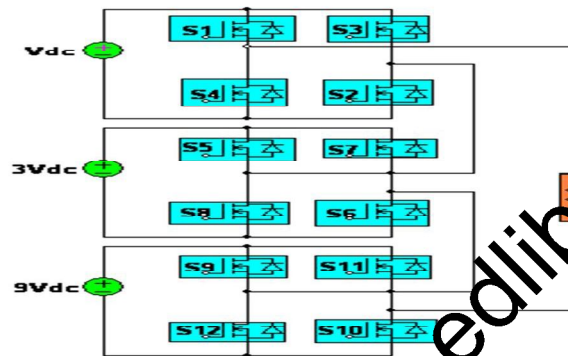 S1 S3
Vdc
S4 S2
S5 S7
3Vdc
S8 S6
S9 S11
9Vdc
S12 S10
edlib